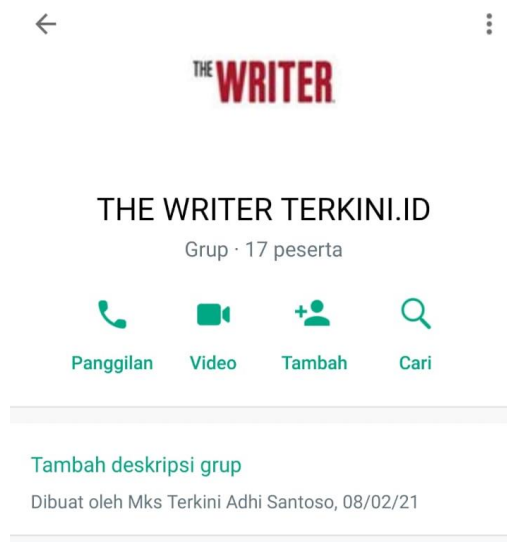 THE WRITER
THE WRITER TERKINI.ID
Grup · 17 peserta
Panggilan Video Tambah Cari
Tambah deskripsi grup
Dibuat oleh Mks Terkini Adhi Santoso, 08/02/21